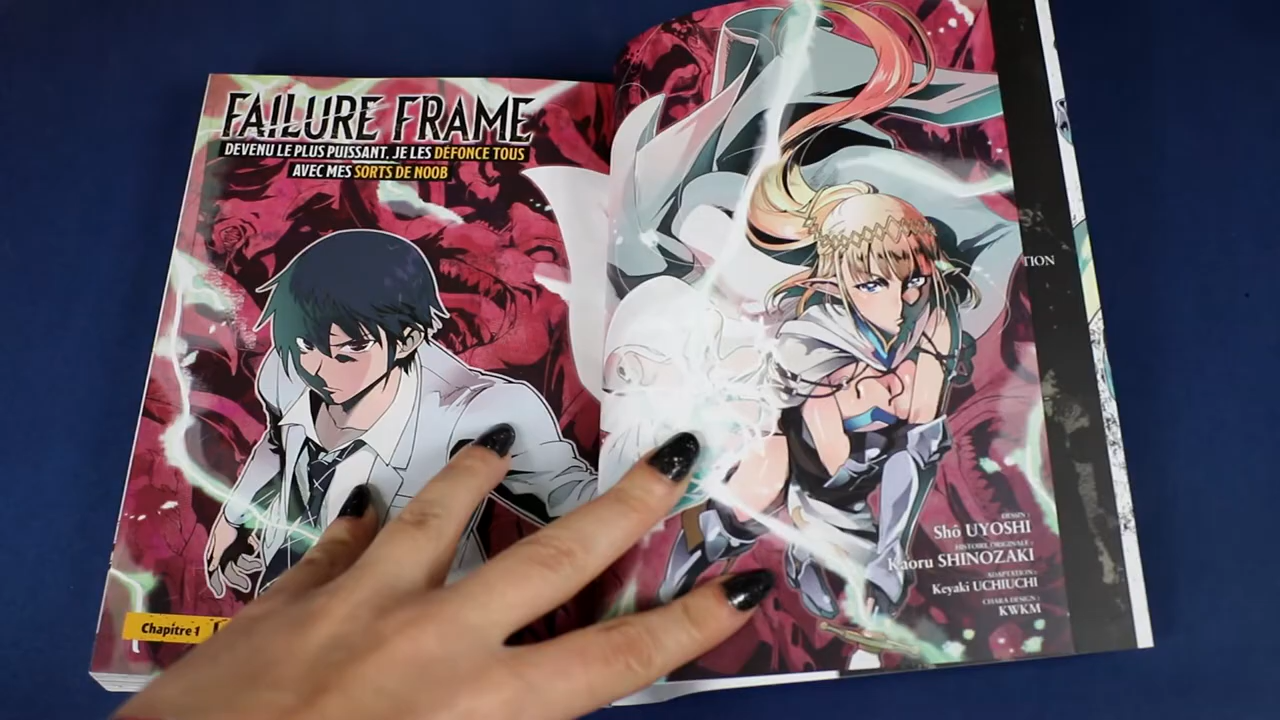 FAILURE FRAME
DEVENU LE PLUS PUISSANT, JE LES DÉFONCE TOUS
AVEC MES SORTS DE NOOB
Chapitre 1
TION
DESSIN :
Shô UYOSHI
HISTOIRE ORIGINALE :
Kaoru SHINOZAKI
ADAPTATION :
Keyaki UCHIUCHI
CHARA DESIGN :
KWKM